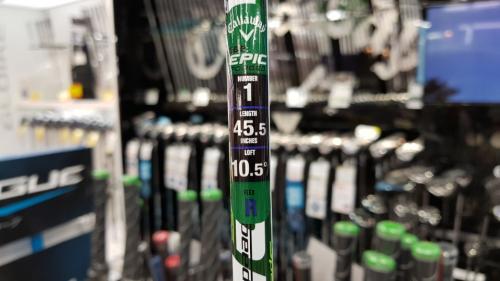 Callaway
EPIC
NUMBER
1
LENGTH
45.5
INCHES
LOFT
10.5°
FLEX
R